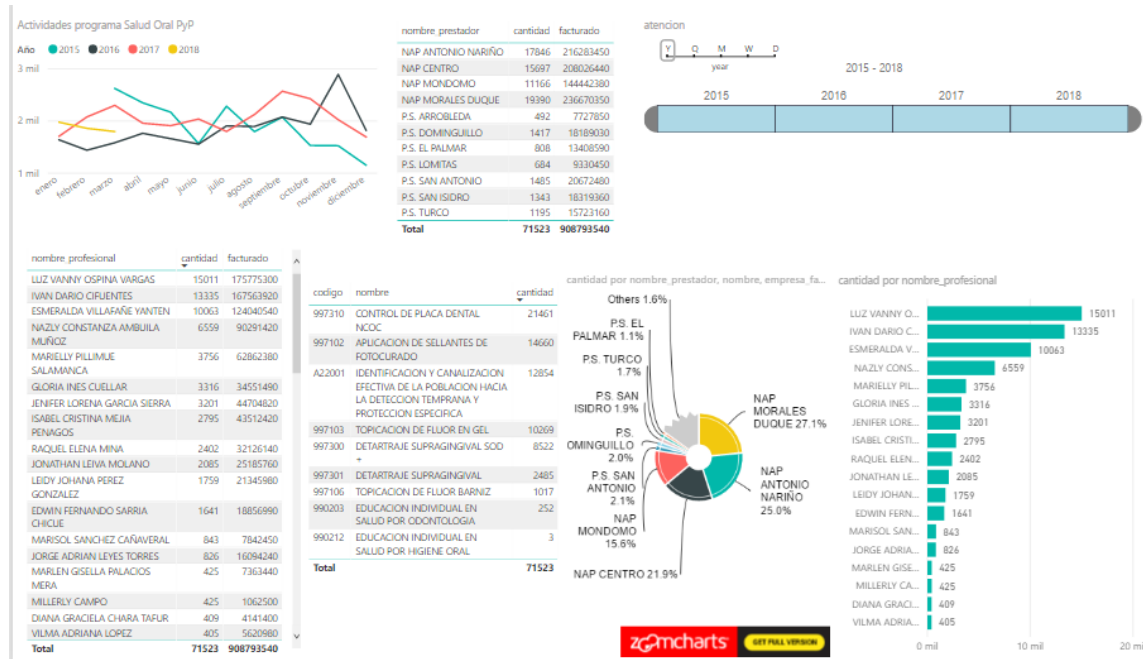 Actividades programa Salud Oral PyP
Año 2015 2016 2017 2018
3 mil
2 mil
1 mil
enero febrero marzo abril mayo junio julio agosto septiembre octubre noviembre diciembre
nombre_prestador cantidad facturado
NAP ANTONIO NARIÑO 17846 216283450
NAP CENTRO 15697 208026440
NAP MONDOMO 11166 144442380
NAP MORALES DUQUE 19390 236670350
P.S. ARROBLEDA 492 7727850
P.S. DOMINGUILLO 1417 18189030
P.S. EL PALMAR 808 13408590
P.S. LOMITAS 684 9330450
P.S. SAN ANTONIO 1485 20672480
P.S. SAN ISIDRO 1343 18319360
P.S. TURCO 1195 15723160
Total 71523 908793540
atencion
Y Q M W D
year
2015 - 2018
2015 2016 2017 2018
nombre_profesional cantidad facturado
LUZ VANNY OSPINA VARGAS 15011 175775300
IVAN DARIO CIFUENTES 13335 167563920
ESMERALDA VILLAFAÑE YANTEN 10063 124040540
NAZLY CONSTANZA AMBUILA 6559 90291420
MUÑOZ
MARIELLY PILLIMUE 3756 62862380
SALAMANCA
GLORIA INES CUELLAR 3316 34551490
JENIFER LORENA GARCIA SIERRA 3201 44704820
ISABEL CRISTINA MEJIA 2795 43512420
PENAGOS
RAQUEL ELENA MINA 2402 32126140
JONATHAN LEIVA MOLANO 2085 25185760
LEIDY JOHANA PEREZ 1759 21345980
GONZALEZ
EDWIN FERNANDO SARRIA 1641 18856990
CHICUE
MARISOL SANCHEZ CAÑAVERAL 843 7842450
JORGE ADRIAN LEYES TORRES 826 16094240
MARLEN GISELLA PALACIOS 425 7363440
MERA
MILLERLY CAMPO 425 1062500
DIANA GRACIELA CHARA TAFUR 409 4141400
VILMA ADRIANA LOPEZ 405 5620980
Total 71523 908793540
codigo nombre cantidad
997310 CONTROL DE PLACA DENTAL 21461
NCOC
997102 APLICACION DE SELLANTES DE 14660
FOTOCURADO
A22001 IDENTIFICACION Y CANALIZACION 12854
EFECTIVA DE LA POBLACION HACIA
LA DETECCION TEMPRANA Y
PROTECCION ESPECIFICA
997103 TOPICACION DE FLUOR EN GEL 10269
997300 DETARTRAJE SUPRAGINGIVAL SOD 8522
+
997301 DETARTRAJE SUPRAGINGIVAL 2485
997106 TOPICACION DE FLUOR BARNIZ 1017
990203 EDUCACION INDIVIDUAL EN 252
SALUD POR ODONTOLOGIA
990212 EDUCACION INDIVIDUAL EN 3
SALUD POR HIGIENE ORAL
Total 71523
cantidad por nombre_prestador, nombre, empresa_fa...
Others 1.6%
P.S. EL
PALMAR 1.1%
P.S. TURCO
1.7%
P.S. SAN
ISIDRO 1.9%
P.S.
OMINGUILLO
2.0%
P.S. SAN
ANTONIO
2.1%
NAP
MONDOMO
15.6%
NAP CENTRO 21.9%
NAP
MORALES
DUQUE 27.1%
NAP
ANTONIO
NARIÑO
25.0%
zoomcharts GET FULL VERSION
cantidad por nombre_profesional
LUZ VANNY O... 15011
IVAN DARIO C... 13335
ESMERALDA V... 10063
NAZLY CONS... 6559
MARIELLY PIL... 3756
GLORIA INES ... 3316
JENIFER LORE... 3201
ISABEL CRISTI... 2795
RAQUEL ELEN... 2402
JONATHAN LE... 2085
LEIDY JOHAN... 1759
EDWIN FERN... 1641
MARISOL SAN... 843
JORGE ADRIA... 826
MARLEN GISE... 425
MILLERLY CA... 425
DIANA GRACI... 409
VILMA ADRIA... 405
0 mil 10 mil 20 mil